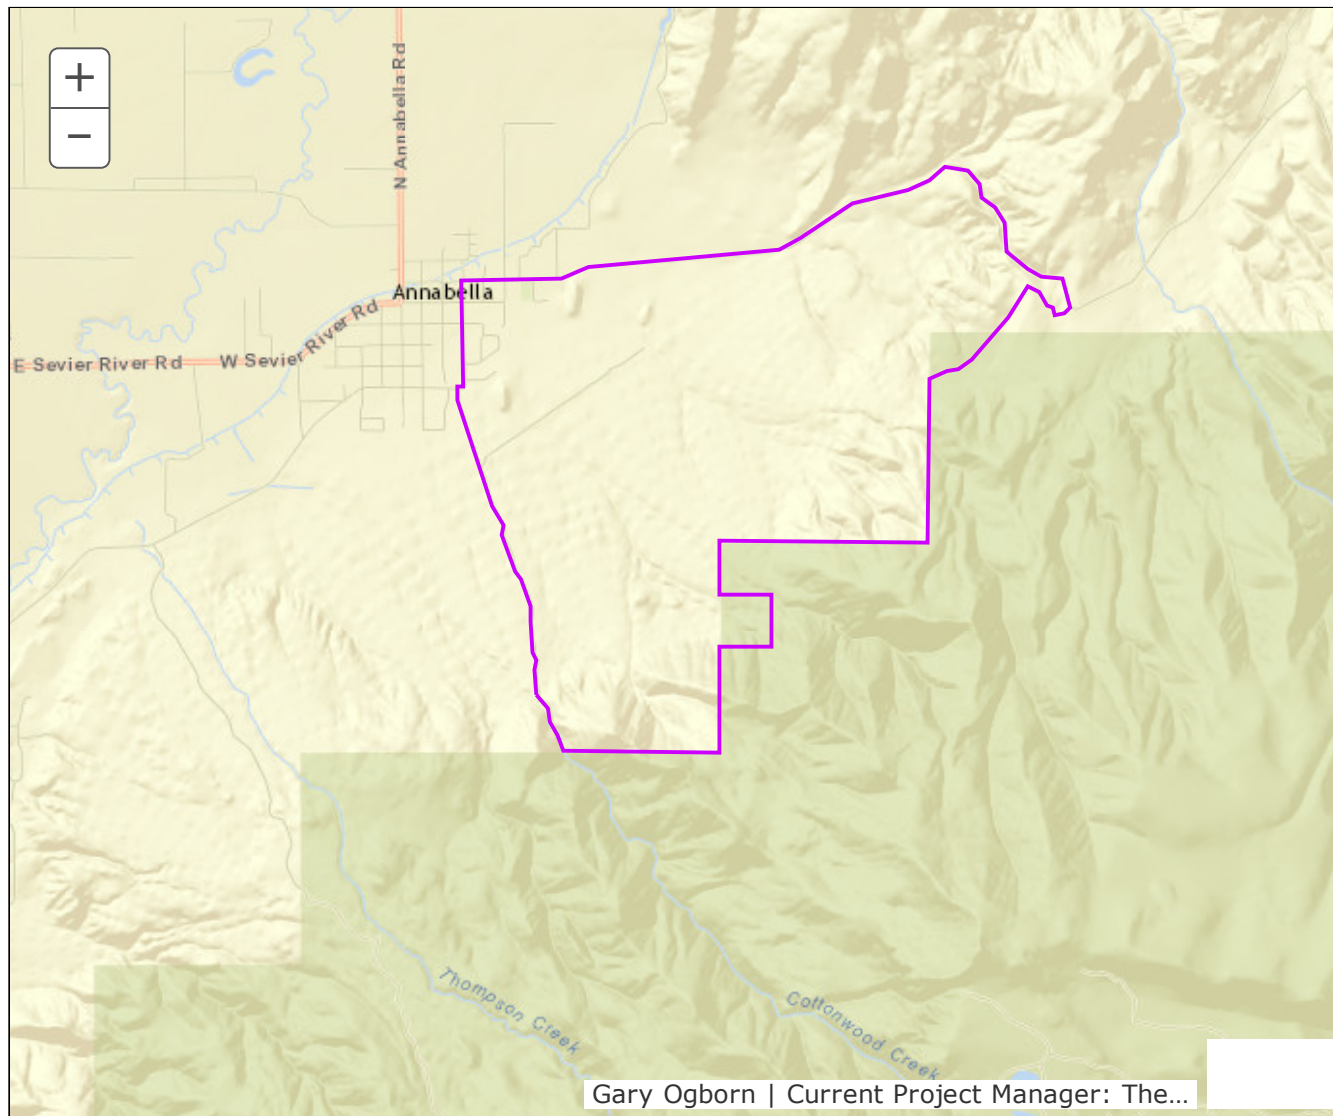 +
−
N Annabella Rd
Annabella
E Sevier River Rd
W Sevier River Rd
Thompson Creek
Cottonwood Creek
Gary Ogborn | Current Project Manager: The...